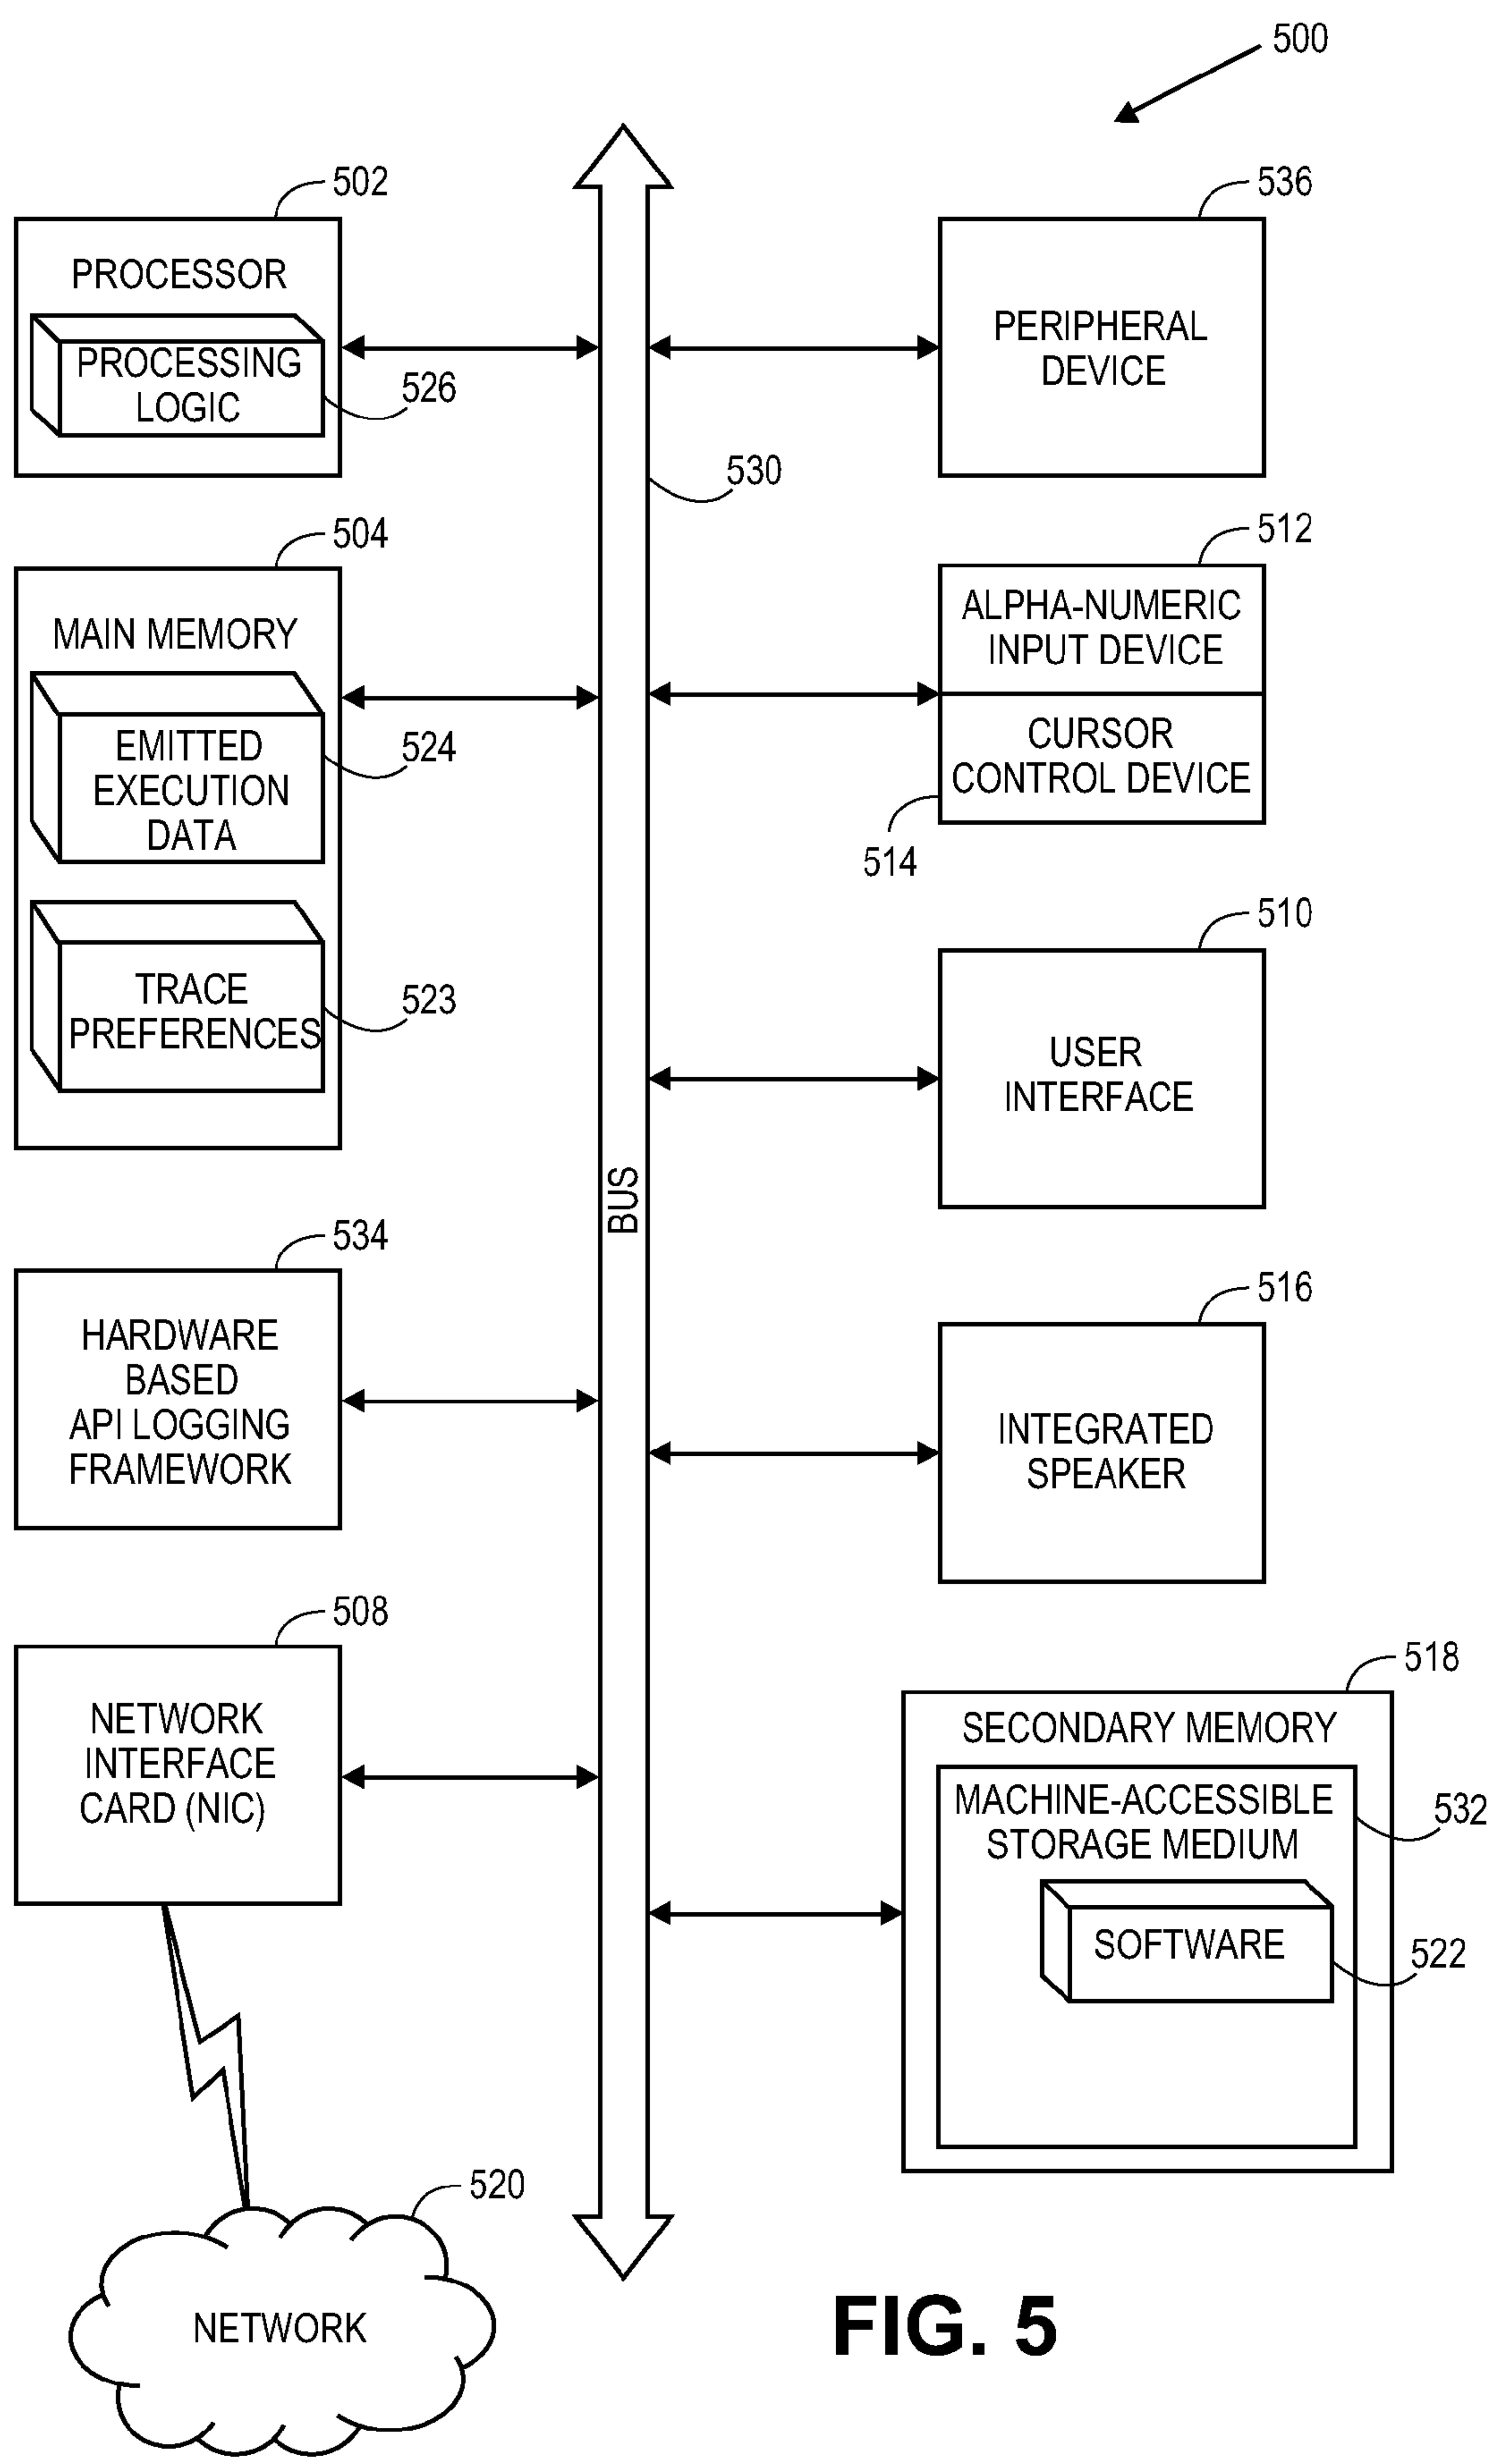 500
502
PROCESSOR
PROCESSING
LOGIC
526
536
PERIPHERAL
DEVICE
530
504
MAIN MEMORY
EMITTED
EXECUTION
DATA
524
TRACE
PREFERENCES
523
512
ALPHA-NUMERIC
INPUT DEVICE
CURSOR
CONTROL DEVICE
514
510
USER
INTERFACE
BUS
534
HARDWARE
BASED
API LOGGING
FRAMEWORK
516
INTEGRATED
SPEAKER
508
NETWORK
INTERFACE
CARD (NIC)
518
SECONDARY MEMORY
MACHINE-ACCESSIBLE
STORAGE MEDIUM
532
SOFTWARE
522
520
NETWORK
FIG. 5